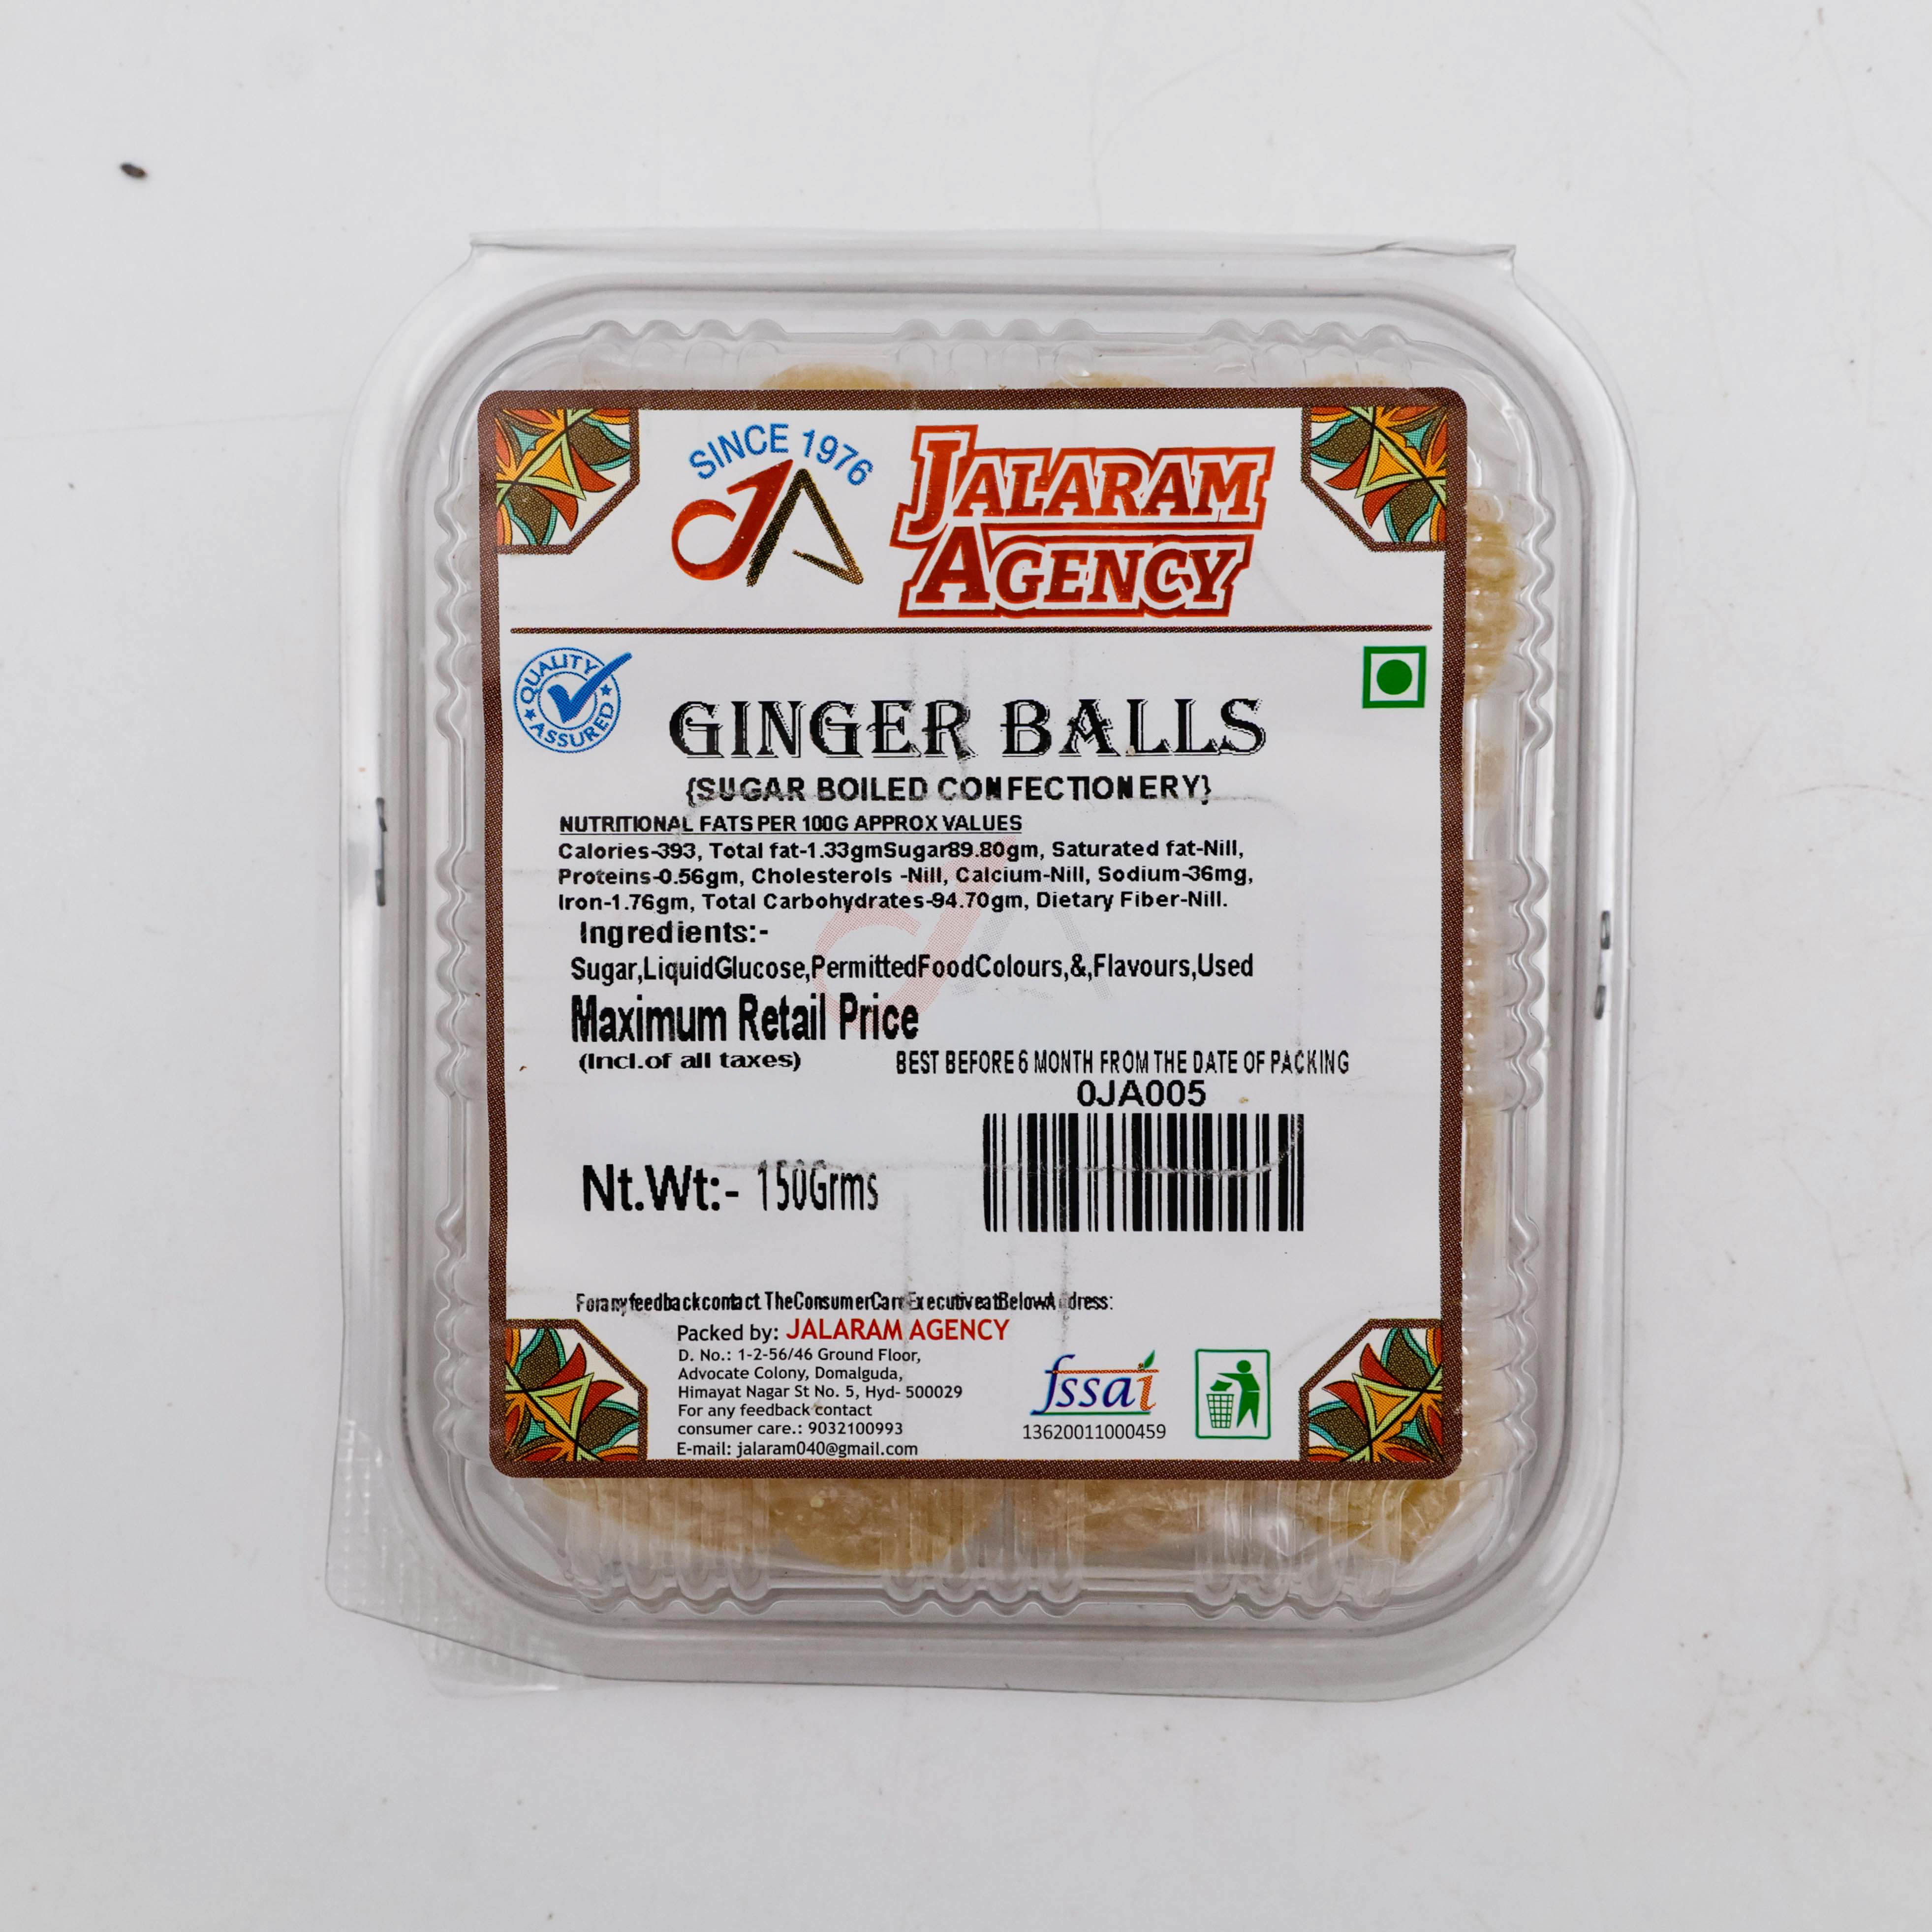 SINCE 1976
JA
JALARAM
AGENCY
QUALITY
ASSURED
GINGER BALLS
{SUGAR BOILED CONFECTIONERY}
NUTRITIONAL FATS PER 100G APPROX VALUES
Calories-393, Total fat-1.33gmSugar89.80gm, Saturated fat-Nill,
Proteins-0.56gm, Cholesterols -Nill, Calcium-Nill, Sodium-36mg,
Iron-1.76gm, Total Carbohydrates-94.70gm, Dietary Fiber-Nill.
Ingredients:-
Sugar,LiquidGlucose,PermittedFoodColours,&,Flavours,Used
Maximum Retail Price
(Incl.of all taxes)
BEST BEFORE 6 MONTH FROM THE DATE OF PACKING
0JA005
Nt.Wt:- 150Grms
ForanyfeedbackcontactTheConsumerCareExecutiveatBelowAddress:
Packed by: JALARAM AGENCY
D. No.: 1-2-56/46 Ground Floor,
Advocate Colony, Domalguda,
Himayat Nagar St No. 5, Hyd- 500029
For any feedback contact
consumer care.: 9032100993
E-mail: jalaram040@gmail.com
fssai
13620011000459